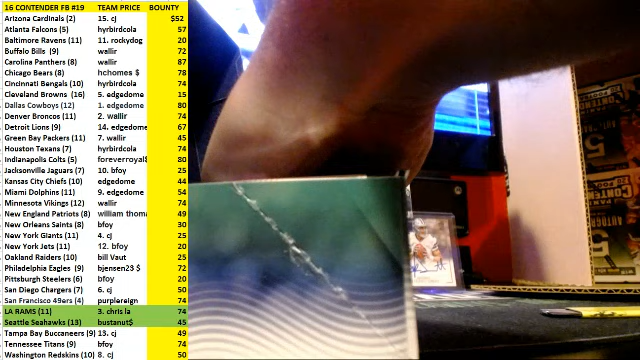 16 CONTENDER FB #19 TEAM PRICE BOUNTY
Arizona Cardinals (2) 15. cj $52
Atlanta Falcons (5) hyrbirdcola 57
Baltimore Ravens (11) 11. rockydog 20
Buffalo Bills (9) wallir 72
Carolina Panthers (8) wallir 87
Chicago Bears (8) hchomes $ 78
Cincinnati Bengals (10) hyrbirdcola 74
Cleveland Browns (16) 5. edgedome 15
Dallas Cowboys (12) 1. edgedome 80
Denver Broncos (11) 2. wallir 74
Detroit Lions (9) 14. edgedome 67
Green Bay Packers (11) 7. wallir 45
Houston Texans (7) hyrbirdcola 74
Indianapolis Colts (5) foreverroyal$ 80
Jacksonville Jaguars (7) 10. bfoy 25
Kansas City Chiefs (10) edgedome 44
Miami Dolphins (11) 9. edgedome 54
Minnesota Vikings (12) wallir 74
New England Patriots (8) william thoma 49
New Orleans Saints (8) bfoy 30
New York Giants (11) 4. cj 25
New York Jets (11) 12. bfoy 20
Oakland Raiders (10) bill Vaut 25
Philadelphia Eagles (9) bjensen23 $ 72
Pittsburgh Steelers (6) bfoy 20
San Diego Chargers (7) 6. cj 50
San Francisco 49ers (4) purplereign 74
LA RAMS (11) 3. chris la 74
Seattle Seahawks (13) bustanut$ 45
Tampa Bay Buccaneers (9) 13. cj 49
Tennessee Titans (9) bfoy 74
Washington Redskins (10) 8. cj 50